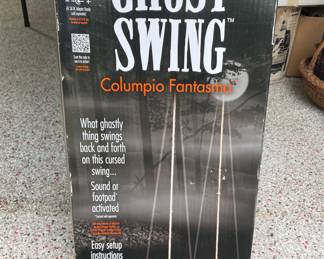 GHOST
SWING™
Columpio Fantasma
What ghostly
thing swings
back and forth
on this cursed
swing...
Sound or
footpad*
activated
Easy setup
instructions